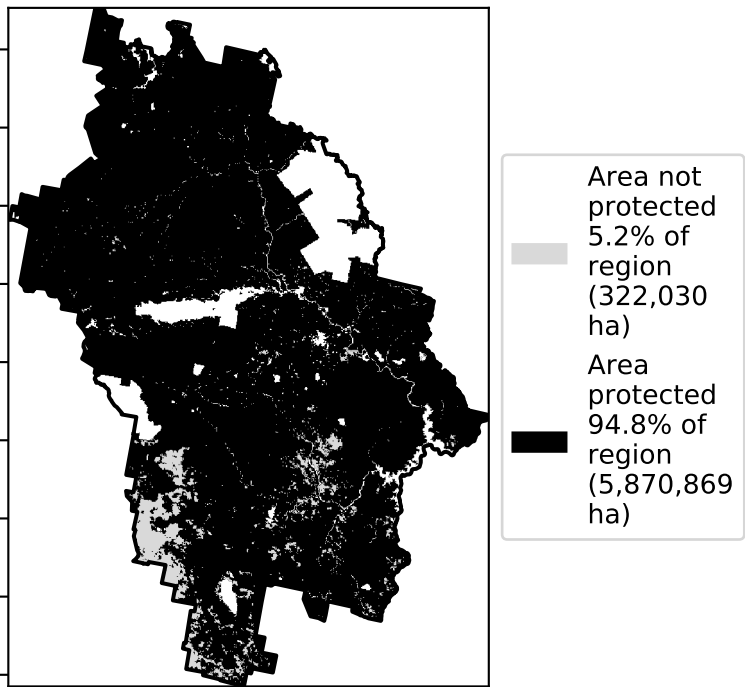 Area not
protected
5.2% of
region
(322,030
ha)
Area
protected
94.8% of
region
(5,870,869
ha)